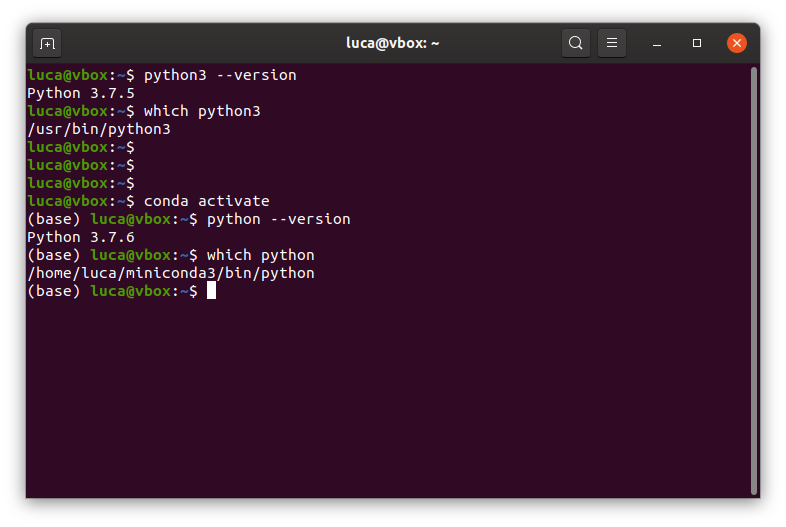 luca@vbox: ~
luca@vbox:~$ python3 --version
Python 3.7.5
luca@vbox:~$ which python3
/usr/bin/python3
luca@vbox:~$
luca@vbox:~$
luca@vbox:~$
luca@vbox:~$ conda activate
(base) luca@vbox:~$ python --version
Python 3.7.6
(base) luca@vbox:~$ which python
/home/luca/miniconda3/bin/python
(base) luca@vbox:~$